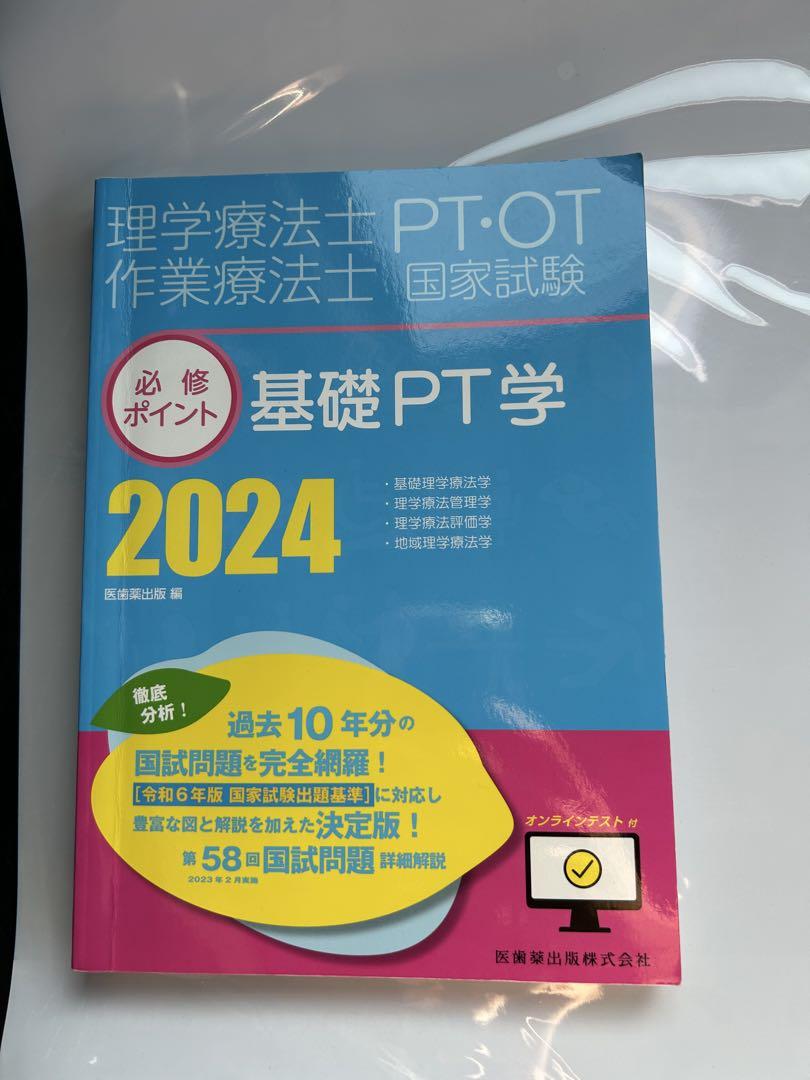 理学療法士 PT・OT
作業療法士 国家試験
必修
ポイント
基礎PT学
2024
・基礎理学療法学
・理学療法管理学
・理学療法評価学
・地域理学療法学
医歯薬出版 編
徹底
分析！
過去10年分の
国試問題を完全網羅！
[令和6年版 国家試験出題基準]に対応し
豊富な図と解説を加えた決定版！
第58回国試問題 詳細解説
2023年2月実施
オンラインテスト付
医歯薬出版株式会社